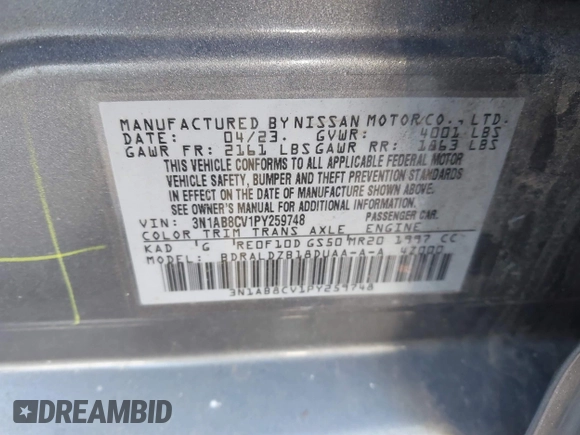 MANUFACTURED BY NISSAN MOTOR CO., LTD.
DATE: 04/23. GVWR: 4001 LBS
GAWR FR: 2161 LBS GAWR RR: 1863 LBS
THIS VEHICLE CONFORMS TO ALL APPLICABLE FEDERAL MOTOR
VEHICLE SAFETY, BUMPER AND THEFT PREVENTION STANDARDS
IN EFFECT ON THE DATE OF MANUFACTURE SHOWN ABOVE.
SEE OWNER'S MANUAL FOR ADDITIONAL INFORMATION.
VIN: 3N1AB8CV1PY259748 PASSENGER CAR.
COLOR TRIM TRANS AXLE ENGINE
KAD G RE0F10D GS50 MR20 1997 CC
MODEL: BDRALDZB18DUAA-A-A 42000
3N1AB8CV1PY259748
DREAMBID